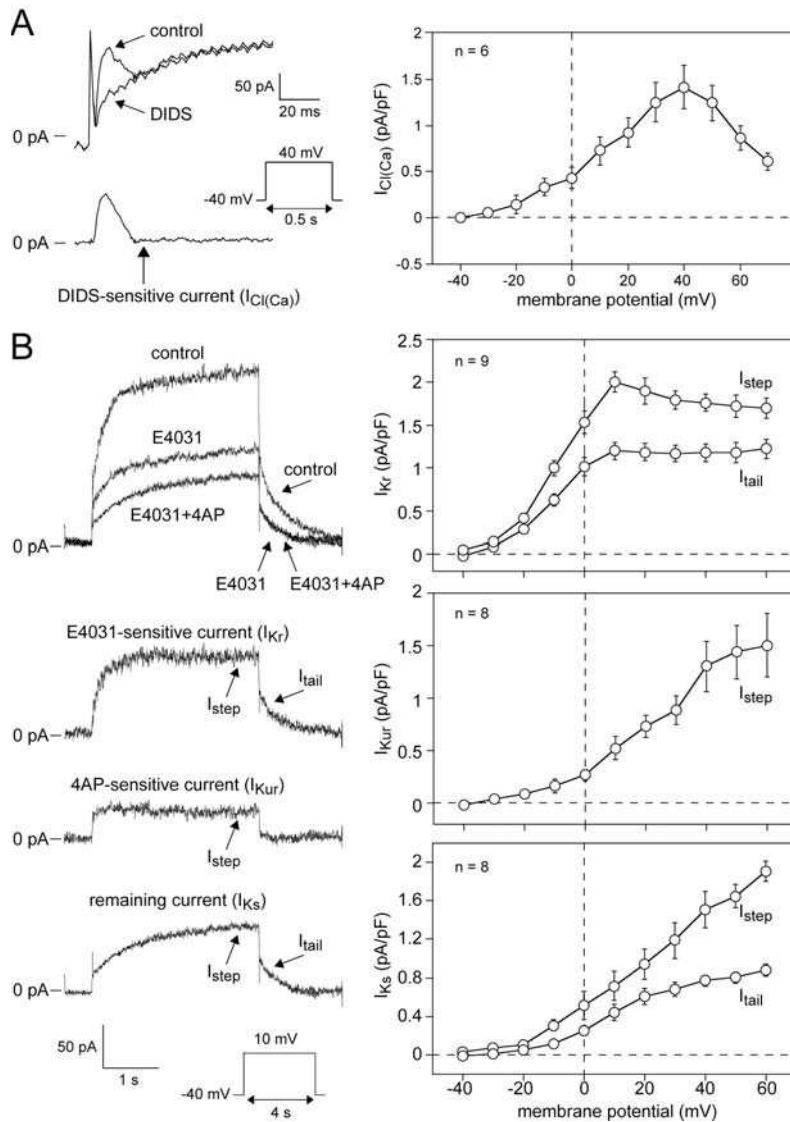 A
control
DIDS
0 pA
50 pA
20 ms
40 mV
-40 mV
0.5 s
0 pA
DIDS-sensitive current (ICl(Ca))
ICl(Ca) (pA/pF)
n = 6
2
1.5
1
0.5
0
-0.5
-40 -20 0 20 40 60
membrane potential (mV)
B
control
E4031
E4031+4AP
control
0 pA
E4031 E4031+4AP
E4031-sensitive current (IKr)
Istep
Itail
0 pA
4AP-sensitive current (IKur)
0 pA
Istep
remaining current (IKs)
Istep
Itail
0 pA
50 pA
1 s
10 mV
-40 mV
4 s
IKr (pA/pF)
n = 9
2.5
2
1.5
1
0.5
0
Istep
Itail
IKur (pA/pF)
n = 8
2
1.5
1
0.5
0
Istep
IKs (pA/pF)
n = 8
2
1.6
1.2
0.8
0.4
0
Istep
Itail
-40 -20 0 20 40 60
membrane potential (mV)